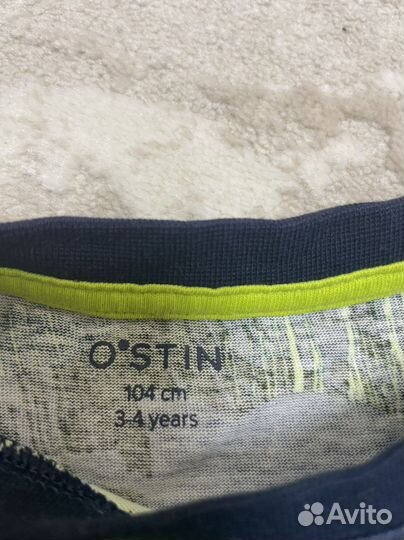 O'STIN
104 cm
3-4 years
Avito